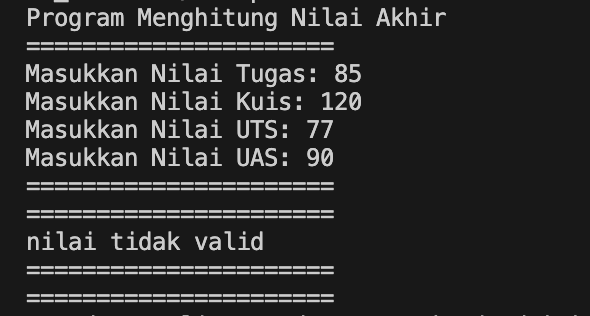 Program Menghitung Nilai Akhir
======================
Masukkan Nilai Tugas: 85
Masukkan Nilai Kuis: 120
Masukkan Nilai UTS: 77
Masukkan Nilai UAS: 90
======================
======================
nilai tidak valid
======================
======================